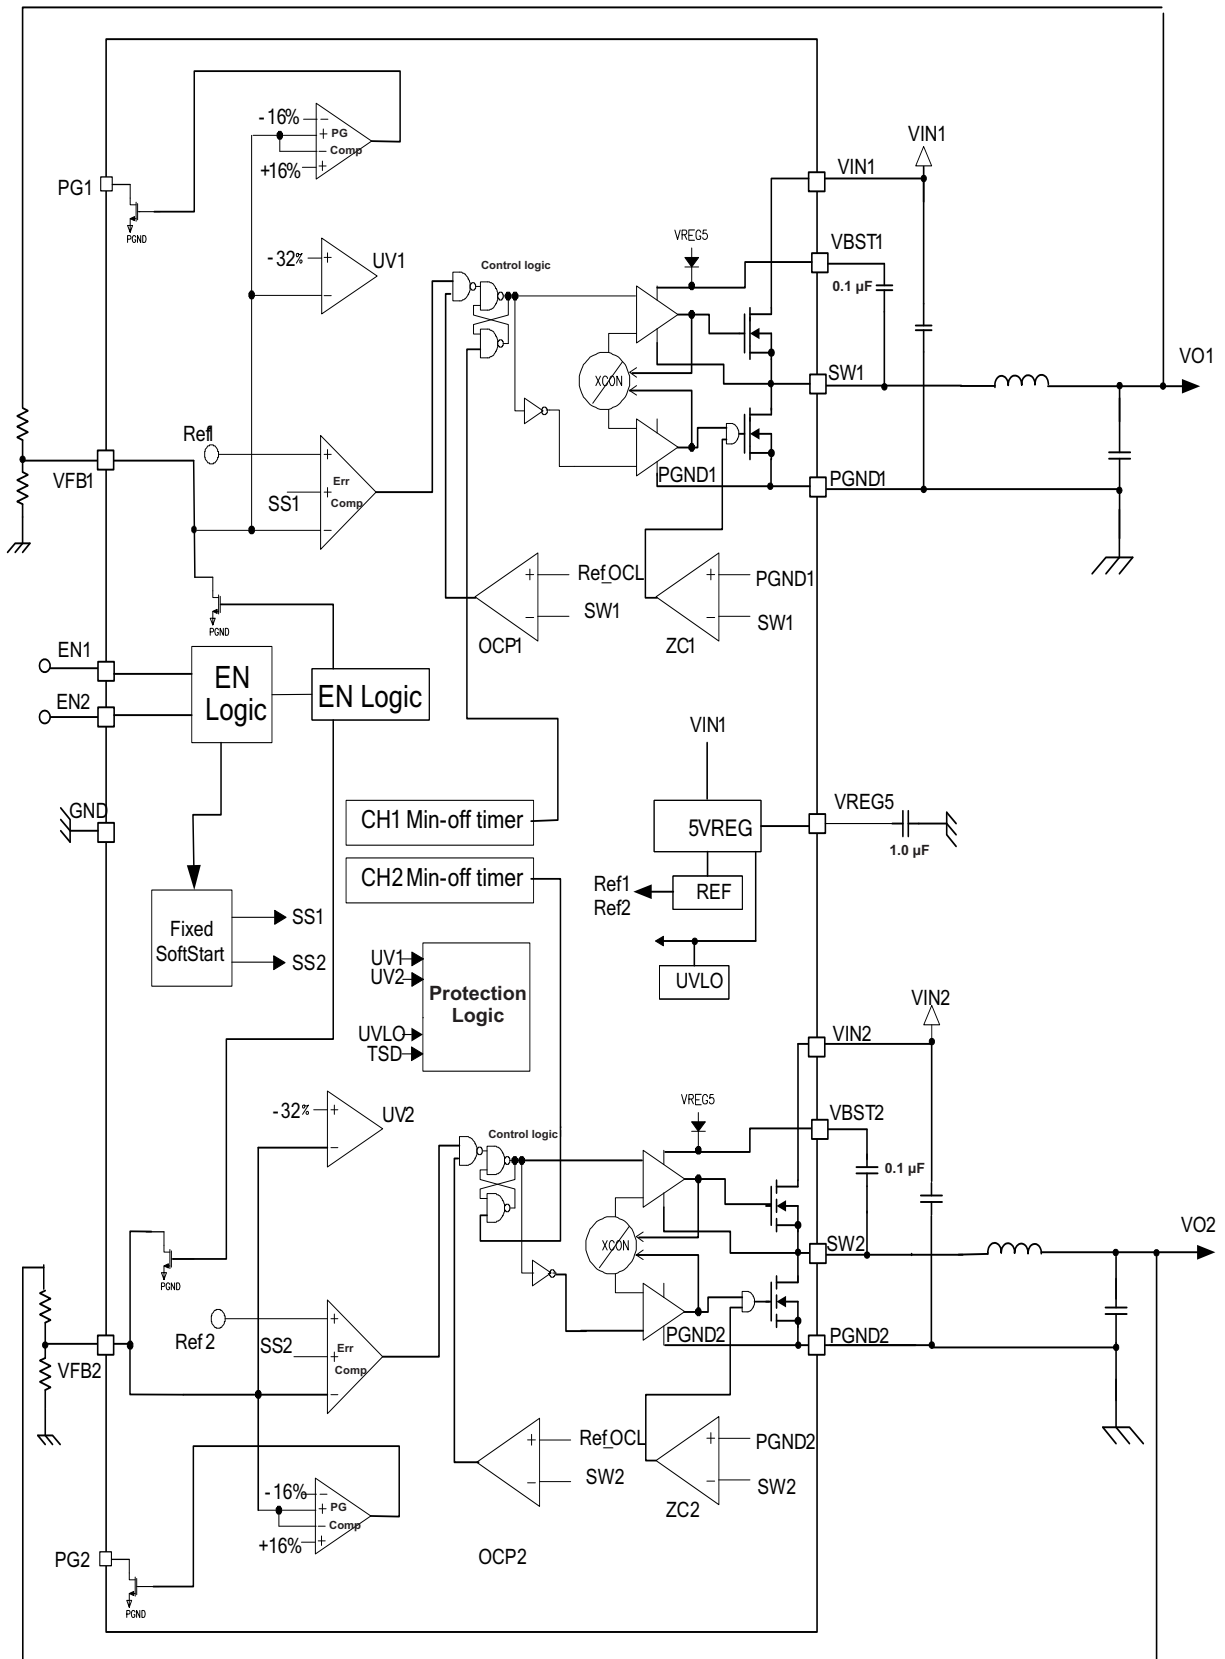 -16%
PG
Comp
+16%
VIN1
VIN1
PG1
PGND
VREG5
VBST1
-32%
UV1
Control logic
0.1 µF
XCON
SW1
VO1
Ref1
VFB1
Err
Comp
SS1
PGND1
PGND1
Ref_OCL
SW1
OCP1
PGND1
SW1
ZC1
PGND
EN1
EN2
EN
Logic
EN Logic
VIN1
GND
CH1 Min-off timer
5VREG
VREG5
1.0 µF
CH2 Min-off timer
REF
Ref1
Ref2
Fixed
SoftStart
SS1
SS2
UV1
UV2
UVLO
TSD
Protection
Logic
UVLO
VIN2
VIN2
-32%
UV2
VREG5
VBST2
Control logic
0.1 µF
XCON
SW2
VO2
PGND
Ref2
VFB2
SS2
Err
Comp
PGND2
PGND2
Ref_OCL
SW2
PGND2
SW2
ZC2
-16%
PG
Comp
+16%
OCP2
PG2
PGND